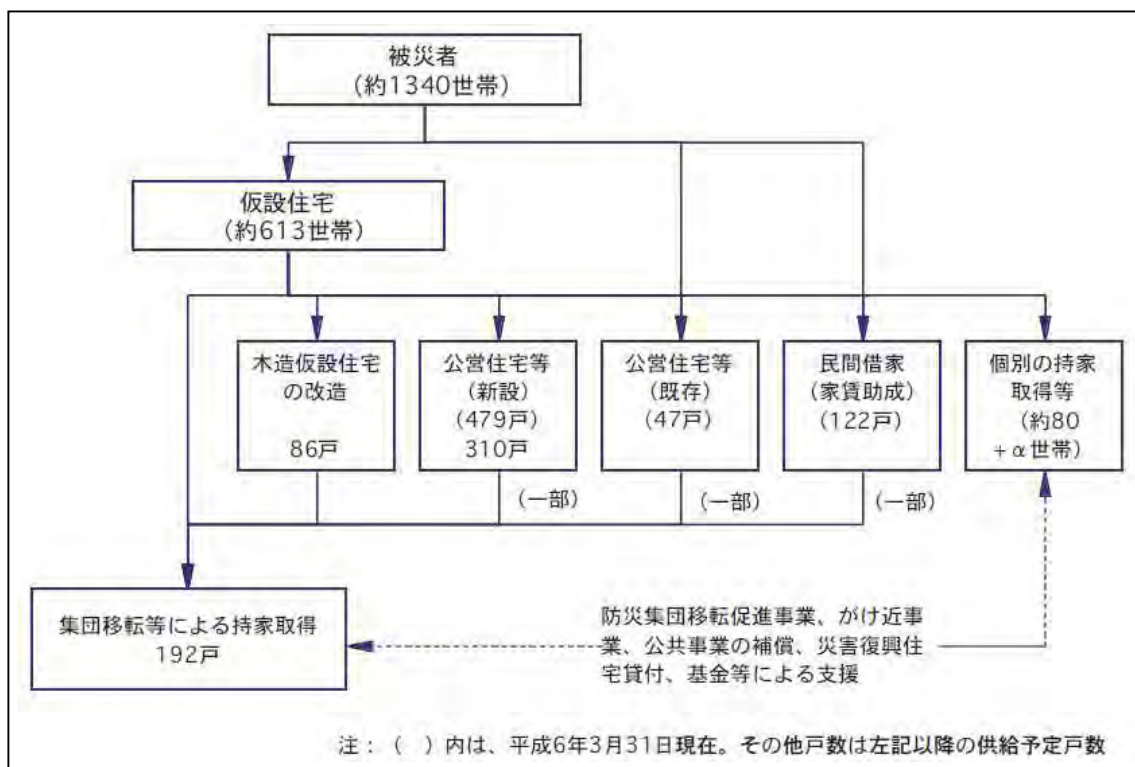 被災者
（約1340世帯）
仮設住宅
（約613世帯）
木造仮設住宅
の改造
86戸
公営住宅等
（新設）
（479戸）
310戸
公営住宅等
（既存）
（47戸）
民間借家
（家賃助成）
（122戸）
個別の持家
取得等
（約80
+α世帯）
（一部）
（一部）
（一部）
集団移転等による持家取得
192戸
防災集団移転促進事業、がけ近事
業、公共事業の補償、災害復興住
宅貸付、基金等による支援
注：（　）内は、平成6年3月31日現在。その他戸数は左記以降の供給予定戸数